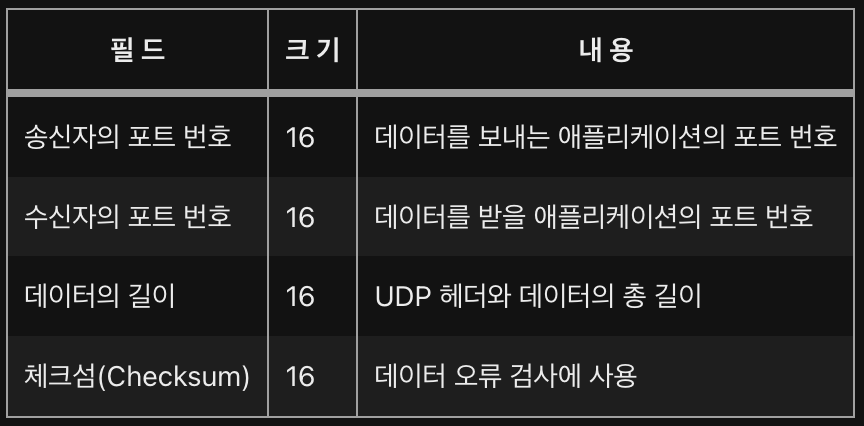 필드 크기 내용
송신자의 포트 번호 16 데이터를 보내는 애플리케이션의 포트 번호
수신자의 포트 번호 16 데이터를 받을 애플리케이션의 포트 번호
데이터의 길이 16 UDP 헤더와 데이터의 총 길이
체크섬(Checksum) 16 데이터 오류 검사에 사용